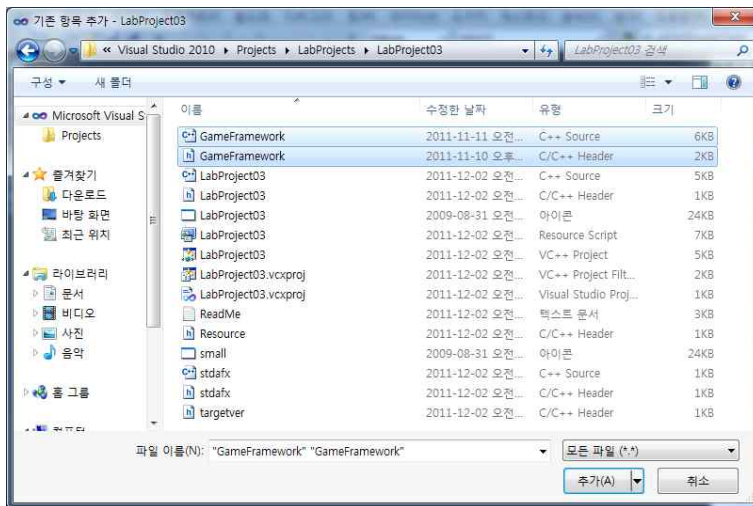 기존 항목 추가 - LabProject03
« Visual Studio 2010 ▸ Projects ▸ LabProjects ▸ LabProject03
LabProject03 검색
구성 새 폴더
Microsoft Visual S
Projects
즐겨찾기
다운로드
바탕 화면
최근 위치
라이브러리
문서
비디오
사진
음악
홈 그룹
이름 수정한 날짜 유형 크기
GameFramework 2011-11-11 오전... C++ Source 6KB
GameFramework 2011-11-10 오후... C/C++ Header 2KB
LabProject03 2011-12-02 오전... C++ Source 5KB
LabProject03 2011-12-02 오전... C/C++ Header 1KB
LabProject03 2009-08-31 오전... 아이콘 24KB
LabProject03 2011-12-02 오전... Resource Script 7KB
LabProject03 2011-12-02 오전... VC++ Project 5KB
LabProject03.vcxproj 2011-12-02 오전... VC++ Project Filt... 2KB
LabProject03.vcxproj 2011-12-02 오전... Visual Studio Proj... 1KB
ReadMe 2011-12-02 오전... 텍스트 문서 3KB
Resource 2011-12-02 오전... C/C++ Header 1KB
small 2009-08-31 오전... 아이콘 24KB
stdafx 2011-12-02 오전... C++ Source 1KB
stdafx 2011-12-02 오전... C/C++ Header 1KB
targetver 2011-12-02 오전... C/C++ Header 1KB
파일 이름(N): "GameFramework" "GameFramework"
모든 파일 (*.*)
추가(A) 취소